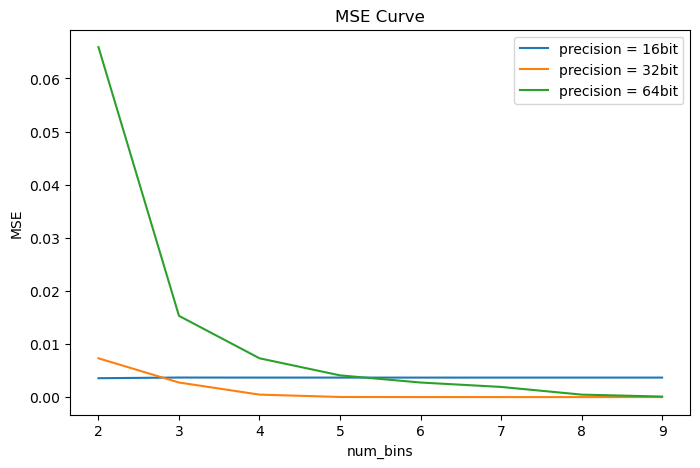 MSE Curve
precision = 16bit
precision = 32bit
precision = 64bit
0.06
0.05
0.04
0.03
0.02
0.01
0.00
MSE
2 3 4 5 6 7 8 9
num_bins